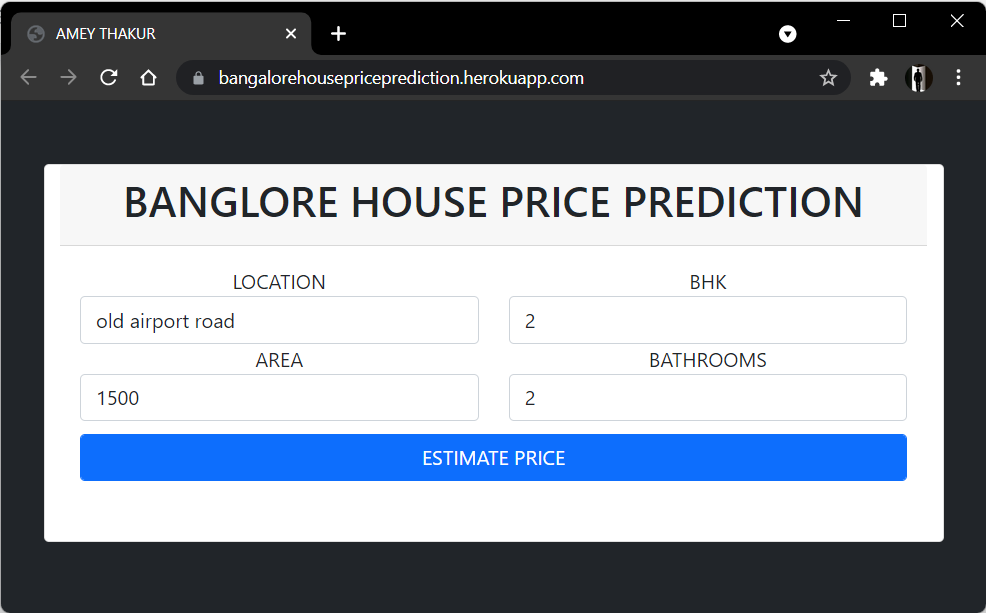 AMEY THAKUR
bangalorehousepriceprediction.herokuapp.com
BANGLORE HOUSE PRICE PREDICTION
LOCATION
BHK
old airport road
2
AREA
BATHROOMS
1500
2
ESTIMATE PRICE